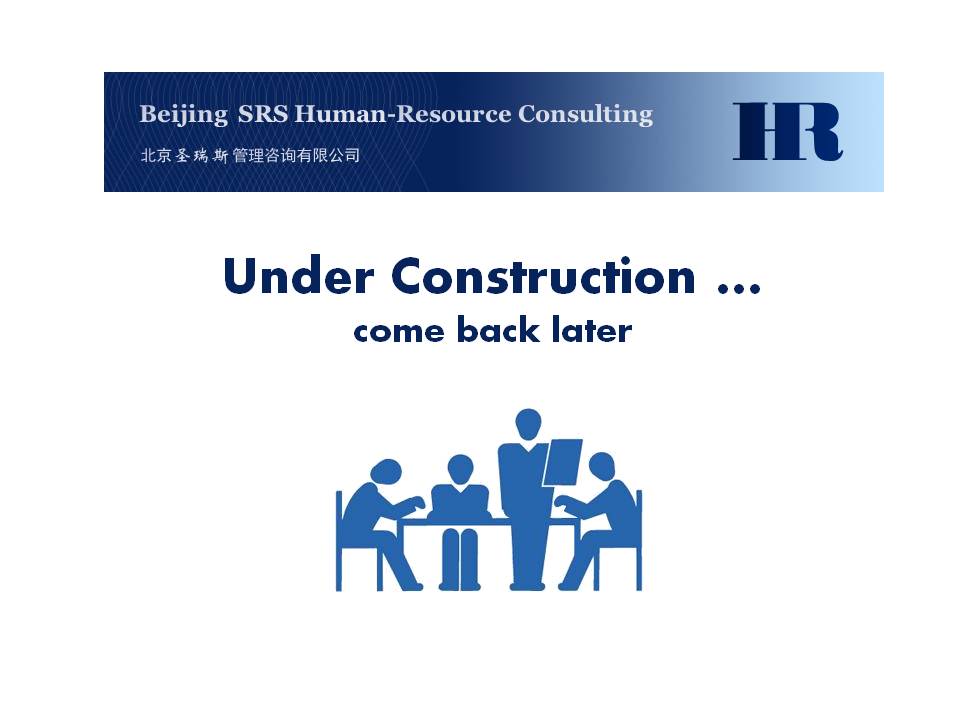 Beijing SRS Human-Resource Consulting
北京圣瑞斯管理咨询有限公司
HR
Under Construction ...
come back later